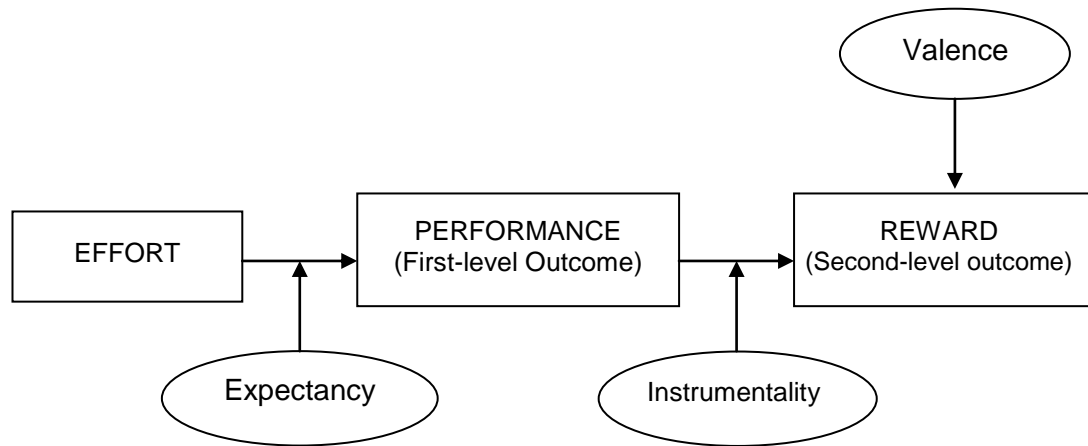 Valence
EFFORT
PERFORMANCE
(First-level Outcome)
REWARD
(Second-level outcome)
Expectancy
Instrumentality